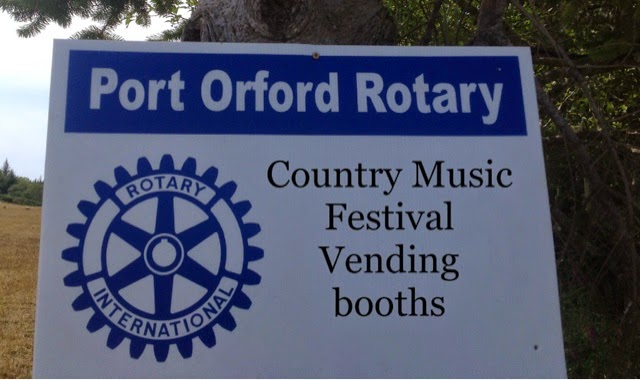 Port Orford Rotary
ROTARY
INTERNATIONAL
Country Music
Festival
Vending
booths